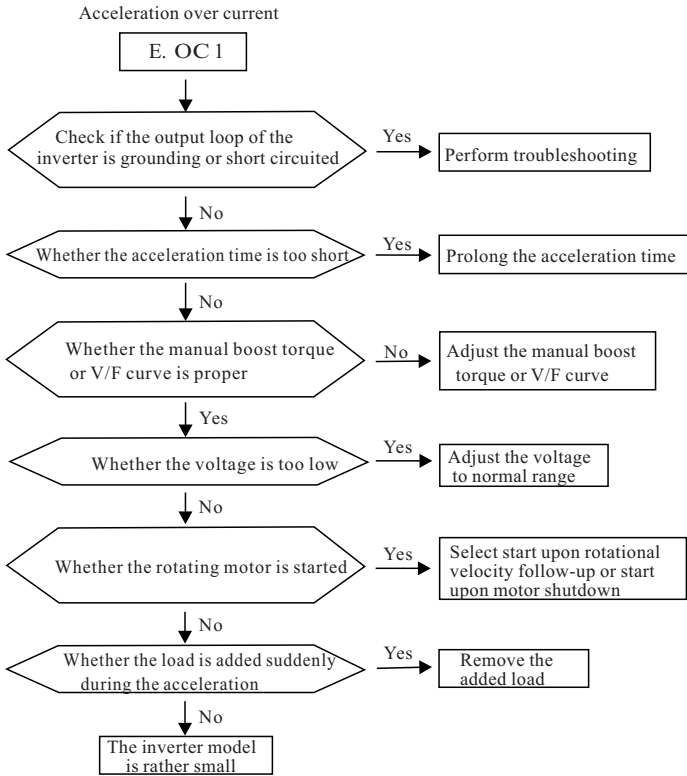 Acceleration over current
E. OC 1
Check if the output loop of the
inverter is grounding or short circuited
Yes
Perform troubleshooting
No
Whether the acceleration time is too short
Yes
Prolong the acceleration time
No
Whether the manual boost torque
or V/F curve is proper
No
Adjust the manual boost
torque or V/F curve
Yes
Whether the voltage is too low
Yes
Adjust the voltage
to normal range
No
Whether the rotating motor is started
Yes
Select start upon rotational
velocity follow-up or start
upon motor shutdown
No
Whether the load is added suddenly
during the acceleration
Yes
Remove the
added load
No
The inverter model
is rather small